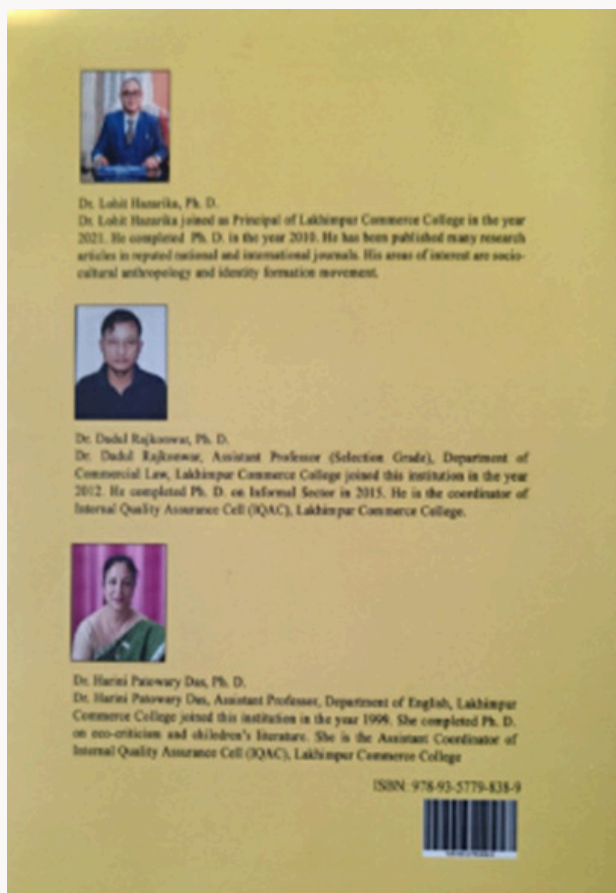 Dr. Lohit Hazarika, Ph. D.
Dr. Lohit Hazarika joined as Principal of Lakhimpur Commerce College in the year
2021. He completed Ph. D. in the year 2010. He has been published many research
articles in reputed national and international journals. His areas of interest are socio-
cultural anthropology and identity formation movement.
Dr. Dadul Rajkonwar, Ph. D.
Dr. Dadul Rajkonwar, Assistant Professor (Selection Grade), Department of
Commercial Law, Lakhimpur Commerce College joined this institution in the year
2012. He completed Ph. D. on Informal Sector in 2015. He is the coordinator of
Internal Quality Assurance Cell (IQAC), Lakhimpur Commerce College.
Dr. Harini Patowary Das, Ph. D.
Dr. Harini Patowary Das, Assistant Professor, Department of English, Lakhimpur
Commerce College joined this institution in the year 1999. She completed Ph. D.
on eco-criticism and chiledren's literature. She is the Assistant Coordinator of
Internal Quality Assurance Cell (IQAC), Lakhimpur Commerce College
ISBN: 978-93-5779-838-9